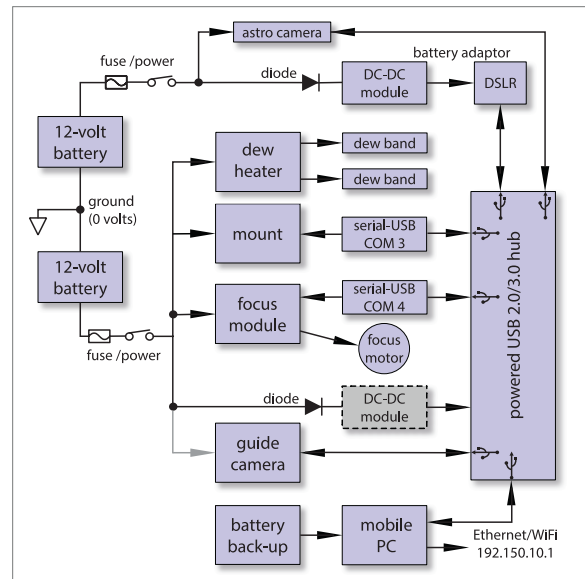 astro camera
fuse /power
battery adaptor
diode
DC-DC
module
DSLR
12-volt
battery
dew
heater
dew band
dew band
ground
(0 volts)
mount
serial-USB
COM 3
12-volt
battery
focus
module
serial-USB
COM 4
focus
motor
fuse /power
powered USB 2.0/3.0 hub
diode
DC-DC
module
guide
camera
battery
back-up
mobile
PC
Ethernet/WiFi
192.150.10.1